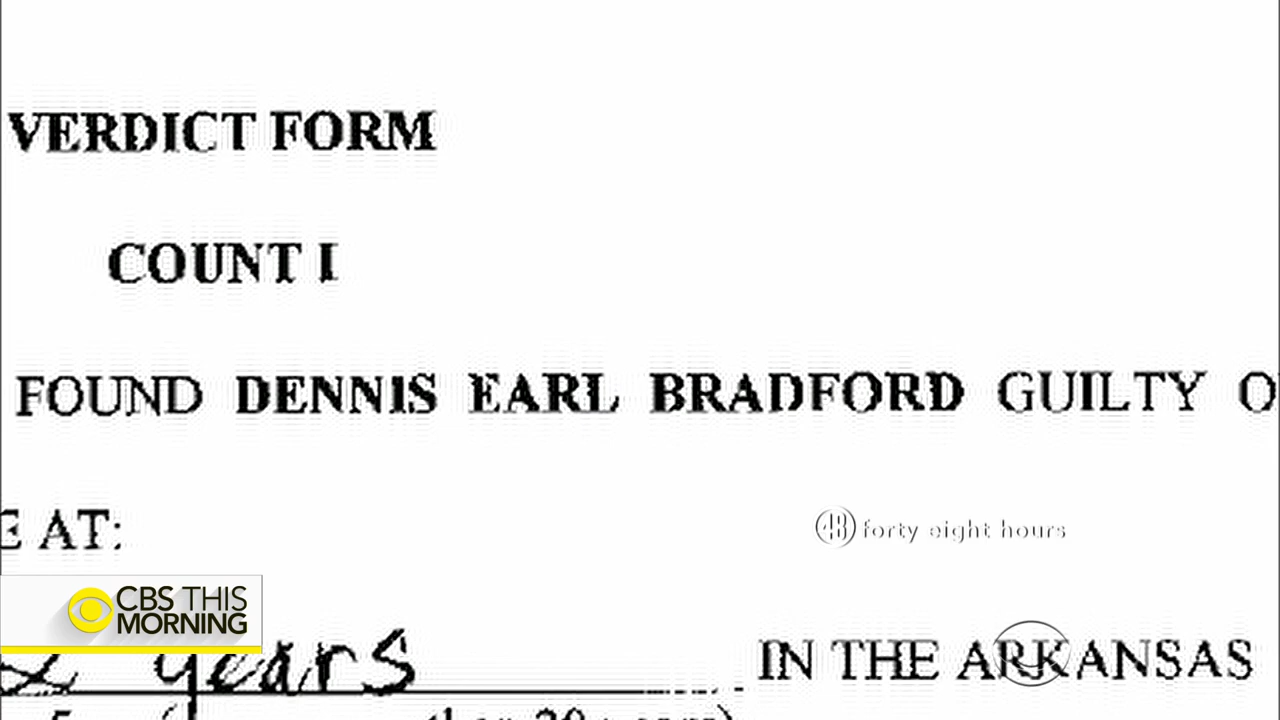 VERDICT FORM
COUNT I
FOUND DENNIS EARL BRADFORD GUILTY O
E AT:
48 forty eight hours
CBS THIS
MORNING
years IN THE ARKANSAS